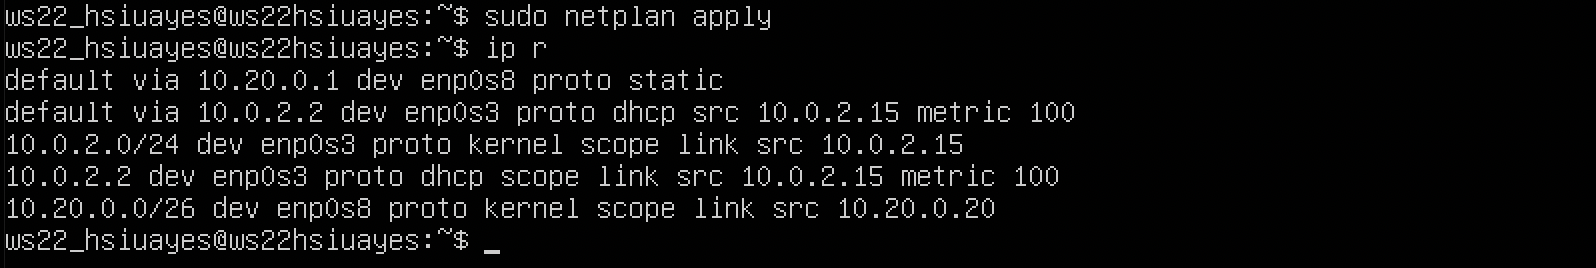 ws22_hsiuayes@ws22hsiuayes:~$ sudo netplan apply
ws22_hsiuayes@ws22hsiuayes:~$ ip r
default via 10.20.0.1 dev enp0s8 proto static
default via 10.0.2.2 dev enp0s3 proto dhcp src 10.0.2.15 metric 100
10.0.2.0/24 dev enp0s3 proto kernel scope link src 10.0.2.15
10.0.2.2 dev enp0s3 proto dhcp scope link src 10.0.2.15 metric 100
10.20.0.0/26 dev enp0s8 proto kernel scope link src 10.20.0.20
ws22_hsiuayes@ws22hsiuayes:~$ _